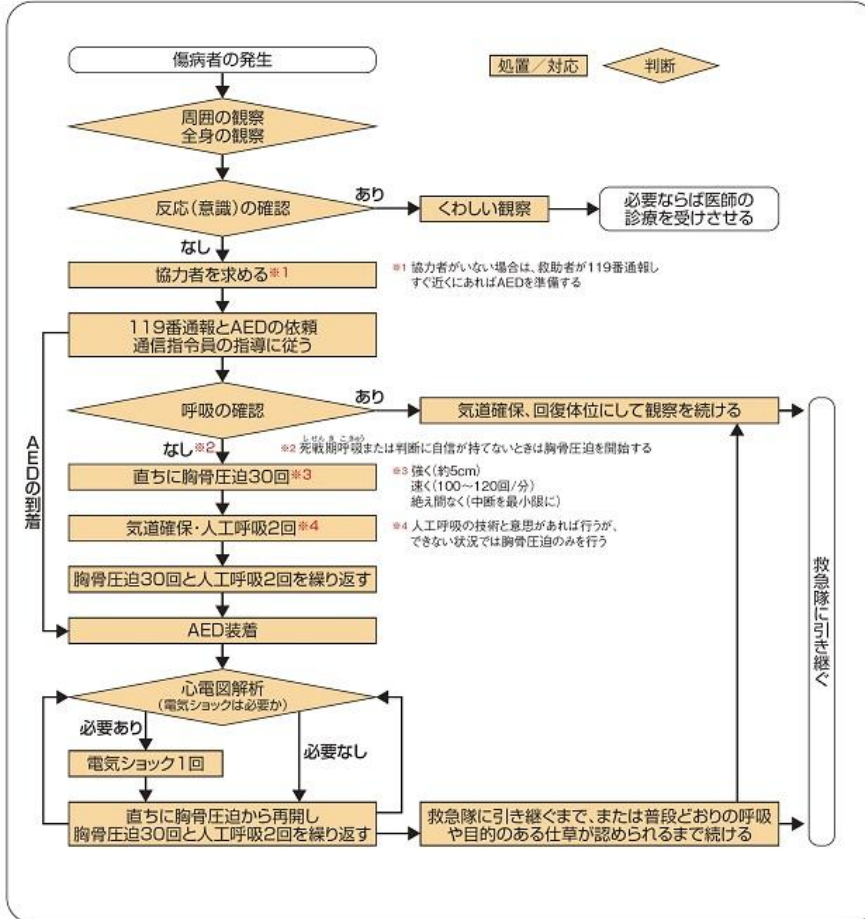 傷病者の発生
処置／対応
判断
周囲の観察
全身の観察
反応（意識）の確認
あり
くわしい観察
必要ならば医師の
診療を受けさせる
なし
協力者を求める※1
※1 協力者がいない場合は、救助者が119番通報し
すぐ近くにあればAEDを準備する
119番通報とAEDの依頼
通信指令員の指導に従う
呼吸の確認
あり
気道確保、回復体位にして観察を続ける
なし※2
しせんきこきゅう
※2 死戦期呼吸または判断に自信が持てないときは胸骨圧迫を開始する
AEDの到着
直ちに胸骨圧迫30回※3
※3 強く（約5cm）
速く（100～120回/分）
絶え間なく（中断を最小限に）
気道確保・人工呼吸2回※4
※4 人工呼吸の技術と意思があれば行うが、
できない状況では胸骨圧迫のみを行う
胸骨圧迫30回と人工呼吸2回を繰り返す
救急隊に引き継ぐ
AED装着
心電図解析
（電気ショックは必要か）
必要あり
必要なし
電気ショック1回
直ちに胸骨圧迫から再開し
胸骨圧迫30回と人工呼吸2回を繰り返す
救急隊に引き継ぐまで、または普段どおりの呼吸
や目的のある仕草が認められるまで続ける